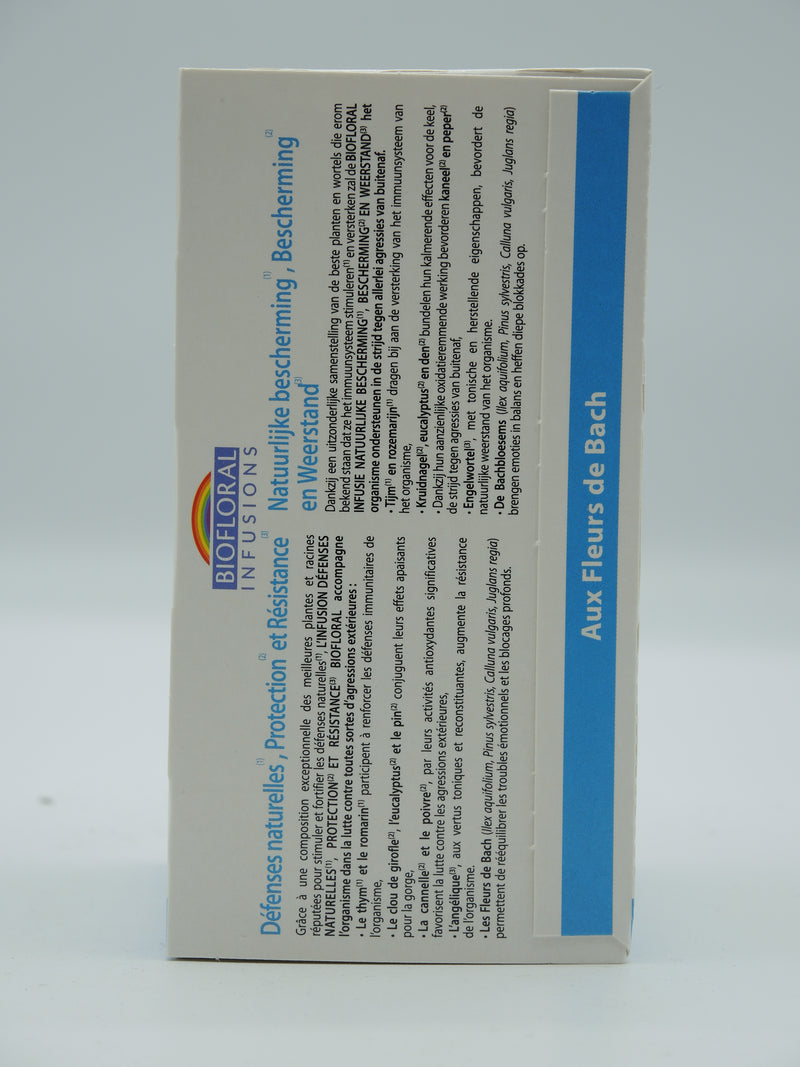 BIOFLORAL
INFUSIONS
Défenses naturelles(1), Protection(2) et Résistance(3)
Grâce à une composition exceptionnelle des meilleures plantes et racines
réputées pour stimuler et fortifier les défenses naturelles(1), L'INFUSION DÉFENSES
NATURELLES(1), PROTECTION(2) ET RÉSISTANCE(3) BIOFLORAL accompagne
l'organisme dans la lutte contre toutes sortes d'agressions extérieures :
• Le thym(1) et le romarin(1) participent à renforcer les défenses immunitaires de
l'organisme,
• Le clou de girofle(2), l'eucalyptus(2) et le pin(2) conjuguent leurs effets apaisants
pour la gorge,
• La cannelle(2) et le poivre(2), par leurs activités antioxydantes significatives
favorisent la lutte contre les agressions extérieures,
• L'angélique(3), aux vertus toniques et reconstituantes, augmente la résistance
de l'organisme.
• Les Fleurs de Bach (Ilex aquifolium, Pinus sylvestris, Calluna vulgaris, Juglans regia)
permettent de rééquilibrer les troubles émotionnels et les blocages profonds.
Natuurlijke bescherming(1), Bescherming(2)
en Weerstand(3)
Dankzij een uitzonderlijke samenstelling van de beste planten en wortels die erom
bekend staan dat ze het immuunsysteem stimuleren(1) en versterken zal de BIOFLORAL
INFUSIE NATUURLIJKE BESCHERMING(1), BESCHERMING(2) EN WEERSTAND(3) het
organisme ondersteunen in de strijd tegen allerlei agressies van buitenaf.
• Tijm(1) en rozemarijn(1) dragen bij aan de versterking van het immuunsysteem van
het organisme,
• Kruidnagel(2), eucalyptus(2) en den(2) bundelen hun kalmerende effecten voor de keel,
• Dankzij hun aanzienlijke oxidatieremmende werking bevorderen kaneel(2) en peper(2)
de strijd tegen agressies van buitenaf,
• Engelwortel(3), met tonische en herstellende eigenschappen, bevordert de
natuurlijke weerstand van het organisme.
• De Bachbloesems (Ilex aquifolium, Pinus sylvestris, Calluna vulgaris, Juglans regia)
brengen emoties in balans en heffen diepe blokkades op.
Aux Fleurs de Bach